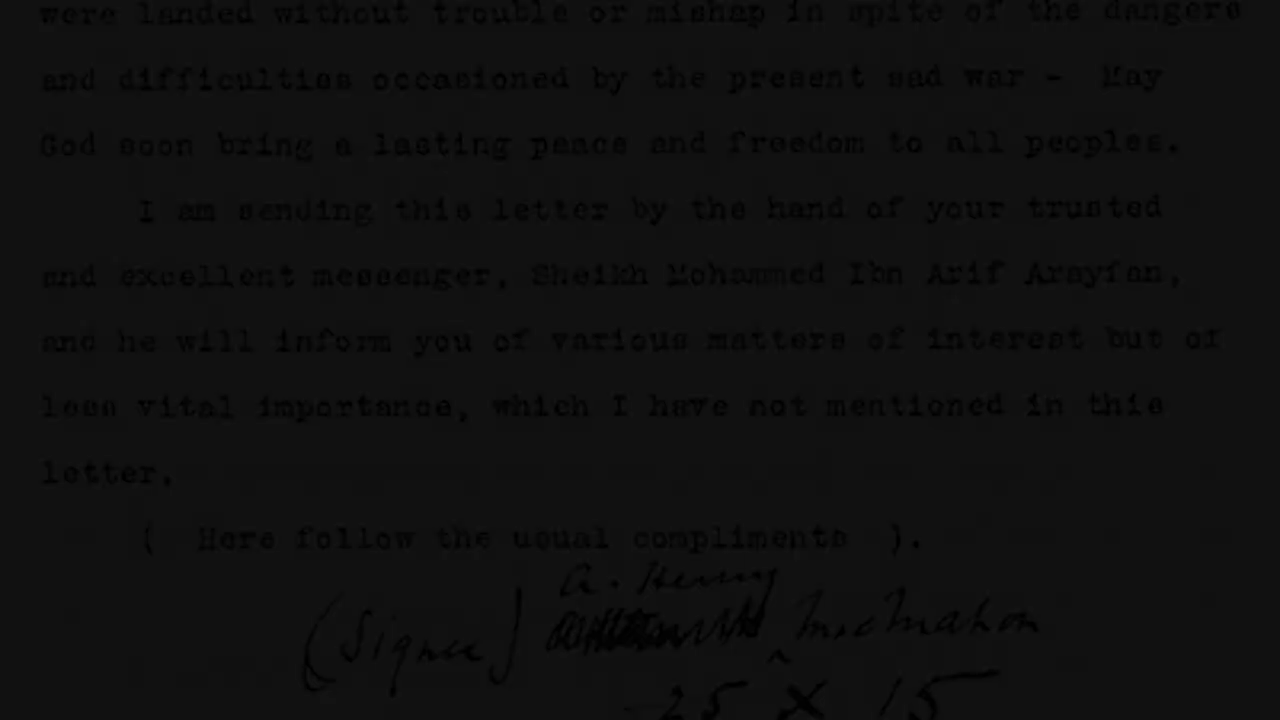 were landed without trouble or mishap in spite of the dangers
and difficulties occasioned by the present sad war - May
God soon bring a lasting peace and freedom to all peoples.
I am sending this letter by the hand of your trusted
and excellent messenger, Sheikh Mohammed Ibn Arif Arayfan,
and he will inform you of various matters of interest but of
less vital importance, which I have not mentioned in this
letter.
( Here follow the usual compliments ).
A. Henry
(Signed) McMahon
25 X 15